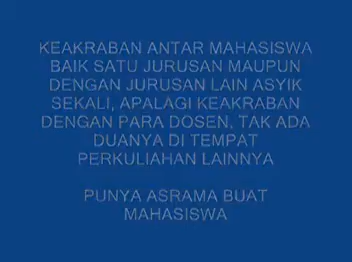 KEAKRABAN ANTAR MAHASISWA
BAIK SATU JURUSAN MAUPUN
DENGAN JURUSAN LAIN ASYIK
SEKALI, APALAGI KEAKRABAN
DENGAN PARA DOSEN, TAK ADA
DUANYA DI TEMPAT
PERKULIAHAN LAINNYA
PUNYA ASRAMA BUAT
MAHASISWA